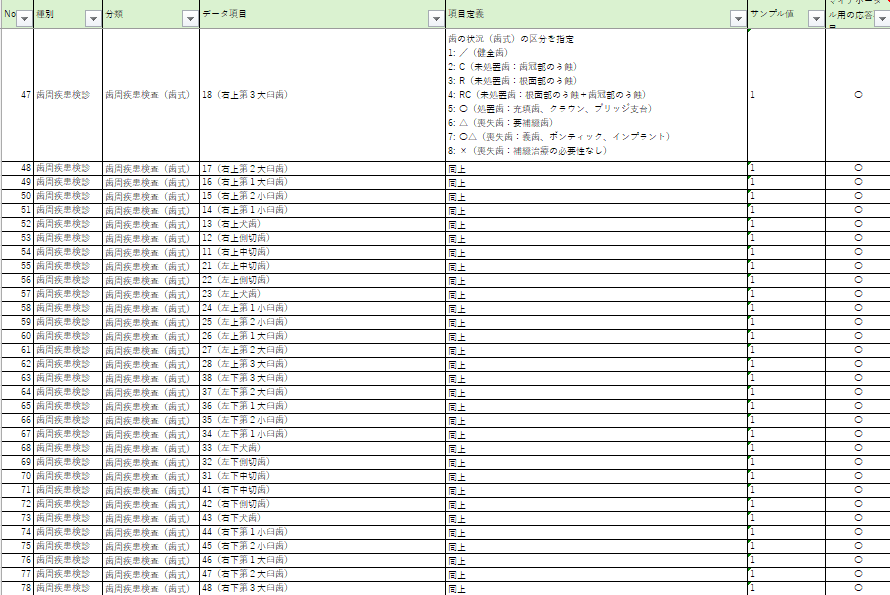 No 種別 分類 データ項目 項目定義 サンプル値
ル用の応答
47 歯周疾患検診 歯周疾患検査（歯式） 18（右上第３大臼歯） 歯の状況（歯式）の区分を指定
1: ／（健全歯）
2: C（未処置歯：歯冠部のう蝕）
3: R（未処置歯：根面部のう蝕）
4: RC（未処置歯：根面部のう蝕＋歯冠部のう蝕）
5: ○（処置歯：充填歯、クラウン、ブリッジ支台）
6: △（喪失歯：要補綴歯）
7: ○△（喪失歯：義歯、ポンティック、インプラント）
8: ×（喪失歯：補綴治療の必要性なし） 1 ○
48 歯周疾患検診 歯周疾患検査（歯式） 17（右上第２大臼歯） 同上 1 ○
49 歯周疾患検診 歯周疾患検査（歯式） 16（右上第１大臼歯） 同上 1 ○
50 歯周疾患検診 歯周疾患検査（歯式） 15（右上第２小臼歯） 同上 1 ○
51 歯周疾患検診 歯周疾患検査（歯式） 14（右上第１小臼歯） 同上 1 ○
52 歯周疾患検診 歯周疾患検査（歯式） 13（右上犬歯） 同上 1 ○
53 歯周疾患検診 歯周疾患検査（歯式） 12（右上側切歯） 同上 1 ○
54 歯周疾患検診 歯周疾患検査（歯式） 11（右上中切歯） 同上 1 ○
55 歯周疾患検診 歯周疾患検査（歯式） 21（左上中切歯） 同上 1 ○
56 歯周疾患検診 歯周疾患検査（歯式） 22（左上側切歯） 同上 1 ○
57 歯周疾患検診 歯周疾患検査（歯式） 23（左上犬歯） 同上 1 ○
58 歯周疾患検診 歯周疾患検査（歯式） 24（左上第１小臼歯） 同上 1 ○
59 歯周疾患検診 歯周疾患検査（歯式） 25（左上第２小臼歯） 同上 1 ○
60 歯周疾患検診 歯周疾患検査（歯式） 26（左上第１大臼歯） 同上 1 ○
61 歯周疾患検診 歯周疾患検査（歯式） 27（左上第２大臼歯） 同上 1 ○
62 歯周疾患検診 歯周疾患検査（歯式） 28（左上第３大臼歯） 同上 1 ○
63 歯周疾患検診 歯周疾患検査（歯式） 38（左下第３大臼歯） 同上 1 ○
64 歯周疾患検診 歯周疾患検査（歯式） 37（左下第２大臼歯） 同上 1 ○
65 歯周疾患検診 歯周疾患検査（歯式） 36（左下第１大臼歯） 同上 1 ○
66 歯周疾患検診 歯周疾患検査（歯式） 35（左下第２小臼歯） 同上 1 ○
67 歯周疾患検診 歯周疾患検査（歯式） 34（左下第１小臼歯） 同上 1 ○
68 歯周疾患検診 歯周疾患検査（歯式） 33（左下犬歯） 同上 1 ○
69 歯周疾患検診 歯周疾患検査（歯式） 32（左下側切歯） 同上 1 ○
70 歯周疾患検診 歯周疾患検査（歯式） 31（左下中切歯） 同上 1 ○
71 歯周疾患検診 歯周疾患検査（歯式） 41（右下中切歯） 同上 1 ○
72 歯周疾患検診 歯周疾患検査（歯式） 42（右下側切歯） 同上 1 ○
73 歯周疾患検診 歯周疾患検査（歯式） 43（右下犬歯） 同上 1 ○
74 歯周疾患検診 歯周疾患検査（歯式） 44（右下第１小臼歯） 同上 1 ○
75 歯周疾患検診 歯周疾患検査（歯式） 45（右下第２小臼歯） 同上 1 ○
76 歯周疾患検診 歯周疾患検査（歯式） 46（右下第１大臼歯） 同上 1 ○
77 歯周疾患検診 歯周疾患検査（歯式） 47（右下第２大臼歯） 同上 1 ○
78 歯周疾患検診 歯周疾患検査（歯式） 48（右下第３大臼歯） 同上 1 ○